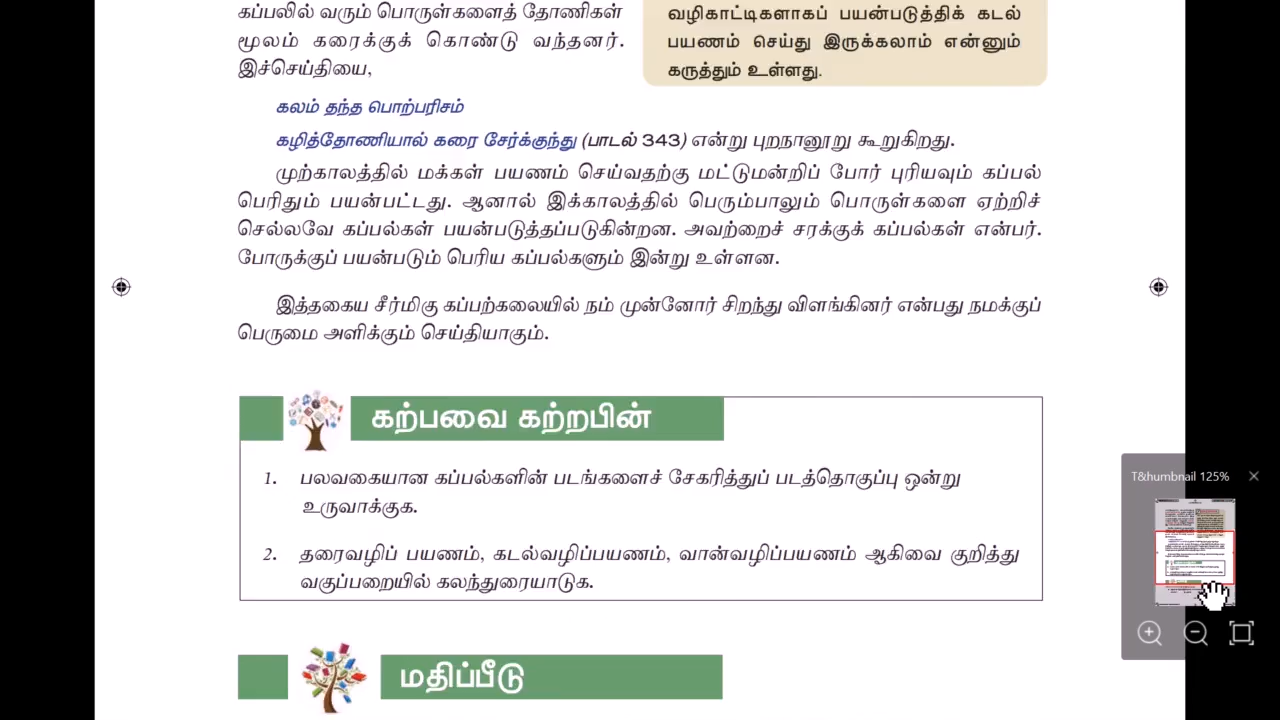 கப்பலில் வரும் பொருள்களைத் தோணிகள்
மூலம் கரைக்குக் கொண்டு வந்தனர்.
இச்செய்தியை,
வழிகாட்டிகளாகப் பயன்படுத்திக் கடல்
பயணம் செய்து இருக்கலாம் என்னும்
கருத்தும் உள்ளது.
கலம் தந்த பொற்பரிசம்
கழித்தோணியால் கரை சேர்க்குந்து (பாடல் 343) என்று புறநானூறு கூறுகிறது.
முற்காலத்தில் மக்கள் பயணம் செய்வதற்கு மட்டுமன்றிப் போர் புரியவும் கப்பல்
பெரிதும் பயன்பட்டது. ஆனால் இக்காலத்தில் பெரும்பாலும் பொருள்களை ஏற்றிச்
செல்லவே கப்பல்கள் பயன்படுத்தப்படுகின்றன. அவற்றைச் சரக்குக் கப்பல்கள் என்பர்.
போருக்குப் பயன்படும் பெரிய கப்பல்களும் இன்று உள்ளன.
இத்தகைய சீர்மிகு கப்பற்கலையில் நம் முன்னோர் சிறந்து விளங்கினர் என்பது நமக்குப்
பெருமை அளிக்கும் செய்தியாகும்.
கற்பவை கற்றபின்
1. பலவகையான கப்பல்களின் படங்களைச் சேகரித்துப் படத்தொகுப்பு ஒன்று
உருவாக்குக.
2. தரைவழிப் பயணம், கடல்வழிப்பயணம், வான்வழிப்பயணம் ஆகிவை குறித்து
வகுப்பறையில் கலந்துரையாடுக.
மதிப்பீடு
T&humbnail 125%